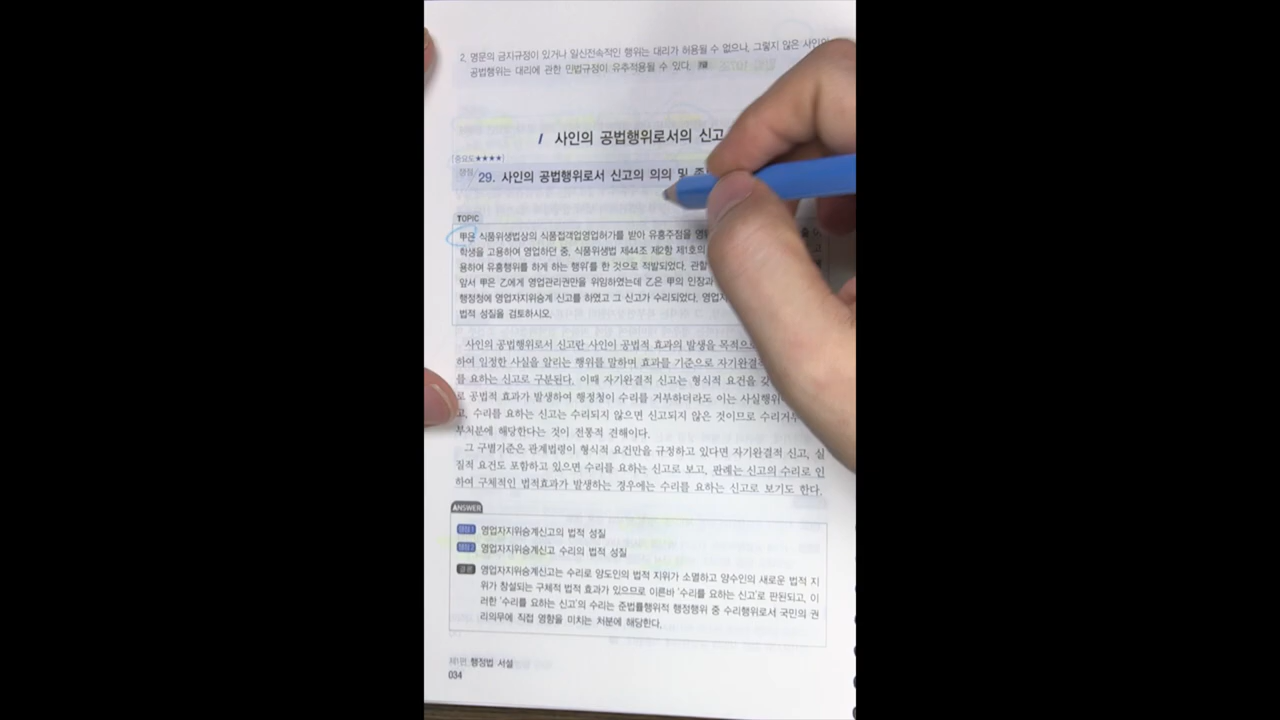 2. 명문의 금지규정이 있거나 일신전속적인 행위는 대리가 허용될 수 없으나, 그렇지 않은 사인의
공법행위는 대리에 관한 민법규정이 유추적용될 수 있다.
사인의 공법행위로서의 신고
[중요도★★★★]
쟁점 29. 사인의 공법행위로서 신고의 의의 및
TOPIC
甲은 식품위생법상의 식품접객업영업허가를 받아 유흥주점을
학생을 고용하여 영업하던 중, 식품위생법 제44조 제2항 제1호의
용하여 유흥행위를 하게 하는 행위'를 한 것으로 적발되었다. 관할
앞서 甲은 乙에게 영업관리권만을 위임하였는데 乙은 甲의 인장과
행정청에 영업자지위승계 신고를 하였고 그 신고가 수리되었다.
법적 성질을 검토하시오.
사인의 공법행위로서 신고란 사인이 공법적 효과의 발생을 목적으로
하여 일정한 사실을 알리는 행위를 말하며 효과를 기준으로 자기완결적
를 요하는 신고로 구분된다. 이때 자기완결적 신고는 형식적 요건을
로 공법적 효과가 발생하여 행정청이 수리를 거부하더라도 이는 사실행위
고, 수리를 요하는 신고는 수리되지 않으면 신고되지 않은 것이므로 수리거부
부처분에 해당한다는 것이 전통적 견해이다.
그 구별기준은 관계법령이 형식적 요건만을 규정하고 있다면 자기완결적 신고, 실
질적 요건도 포함하고 있으면 수리를 요하는 신고로 보고, 판례는 신고의 수리로 인
하여 구체적인 법적효과가 발생하는 경우에는 수리를 요하는 신고로 보기도 한다.
ANSWER
쟁점 1 영업자지위승계신고의 법적 성질
쟁점 2 영업자지위승계신고 수리의 법적 성질
결론 영업자지위승계신고는 수리로 양도인의 법적 지위가 소멸하고 양수인의 새로운 법적 지
위가 창설되는 구체적 법적 효과가 있으므로 이른바 '수리를 요하는 신고'로 판단되고, 이
러한 '수리를 요하는 신고'의 수리는 준법률행위적 행정행위 중 수리행위로서 국민의 권
리의무에 직접 영향을 미치는 처분에 해당한다.
제1편 행정법 서설
034